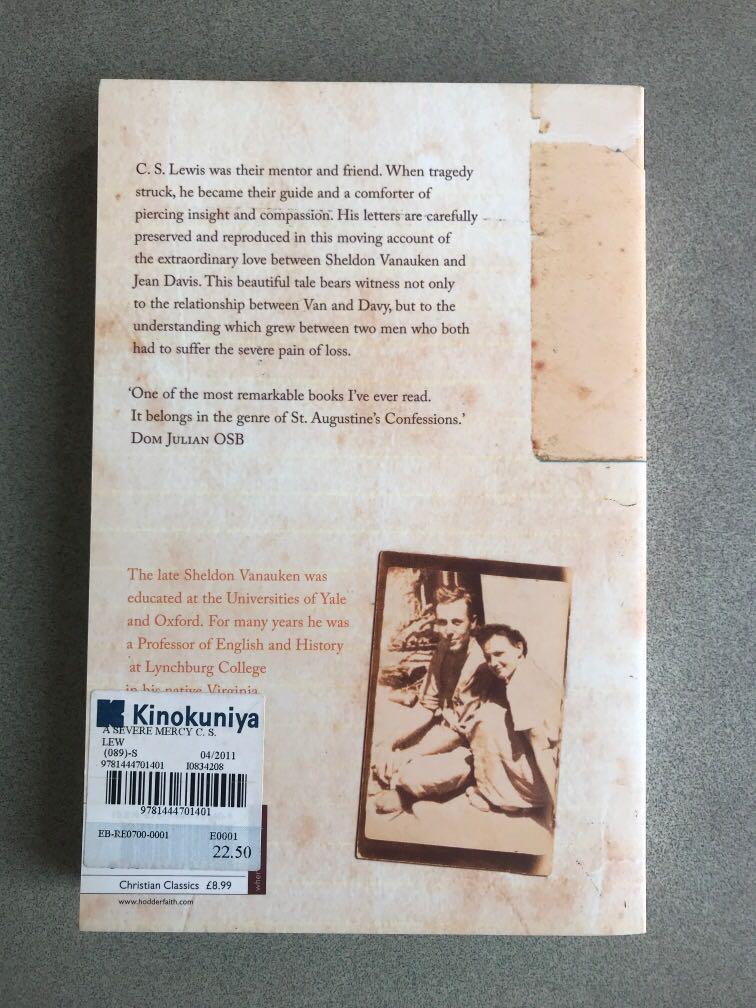 C. S. Lewis was their mentor and friend. When tragedy
struck, he became their guide and a comforter of
piercing insight and compassion. His letters are carefully
preserved and reproduced in this moving account of
the extraordinary love between Sheldon Vanauken and
Jean Davis. This beautiful tale bears witness not only
to the relationship between Van and Davy, but to the
understanding which grew between two men who both
had to suffer the severe pain of loss.
‘One of the most remarkable books I’ve ever read.
It belongs in the genre of St. Augustine’s Confessions.’
DOM JULIAN OSB
The late Sheldon Vanauken was
educated at the Universities of Yale
and Oxford. For many years he was
a Professor of English and History
at Lynchburg College
in his native Virginia
Kinokuniya
A SEVERE MERCY C. S.
LEW
(089)-S 04/2011
9781444701401 I0834208
9781444701401
EB-RE0700-0001 E0001
22.50
Christian Classics £8.99
www.hodderfaith.com